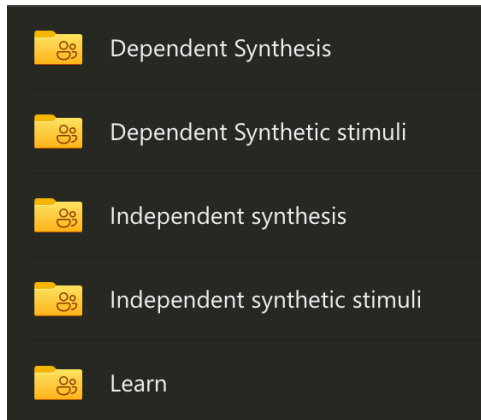 Dependent Synthesis
Dependent Synthetic stimuli
Independent synthesis
Independent synthetic stimuli
Learn